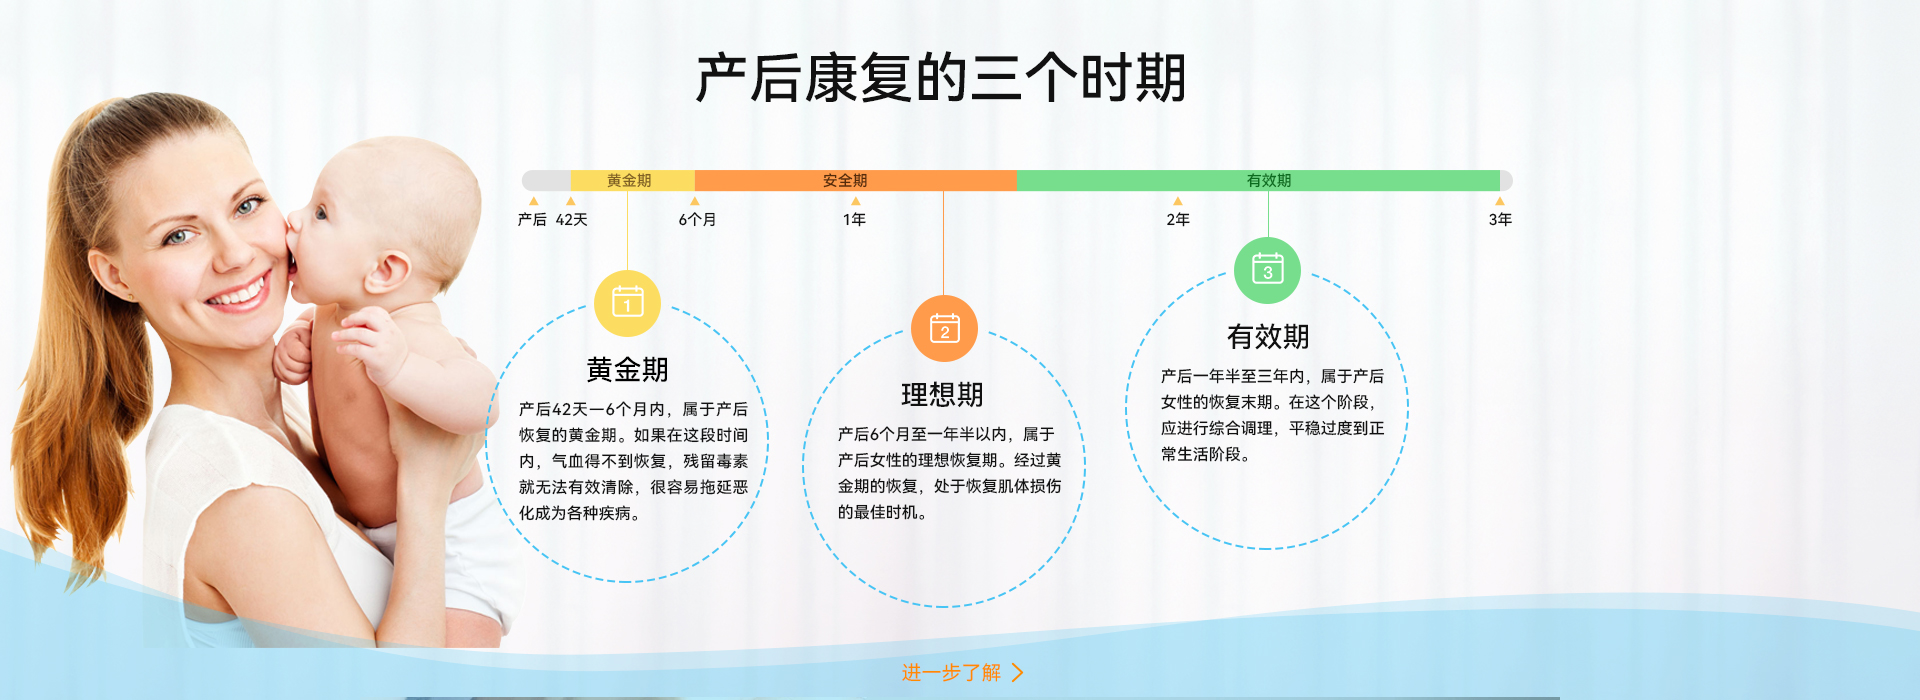 产后康复的三个时期
黄金期
安全期
有效期
产后
42天
6个月
1年
2年
3年
1
黄金期
产后42天一6个月内，属于产后
恢复的黄金期。如果在这段时间
内，气血得不到恢复，残留毒素
就无法有效清除，很容易拖延恶
化成为各种疾病。
2
理想期
产后6个月至一年半以内，属于
产后女性的理想恢复期。经过黄
金期的恢复，处于恢复肌体损伤
的最佳时机。
3
有效期
产后一年半至三年内，属于产后
女性的恢复末期。在这个阶段，
应进行综合调理，平稳过度到正
常生活阶段。
进一步了解